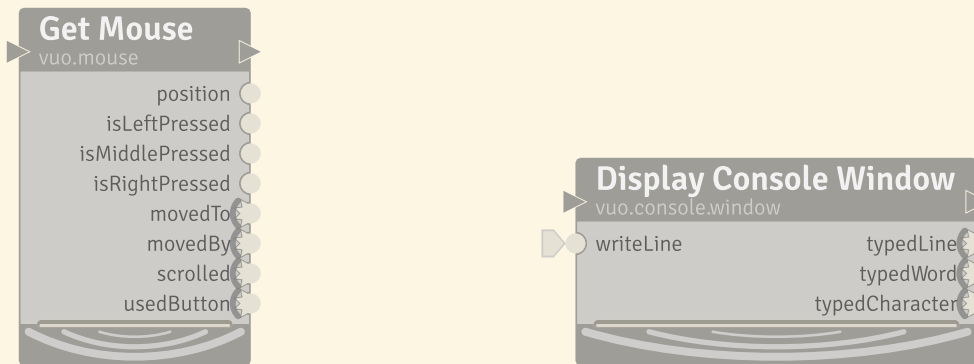 Get Mouse
vuo.mouse
position
isLeftPressed
isMiddlePressed
isRightPressed
movedTo
movedBy
scrolled
usedButton
Display Console Window
vuo.console.window
writeLine typedLine
typedWord
typedCharacter